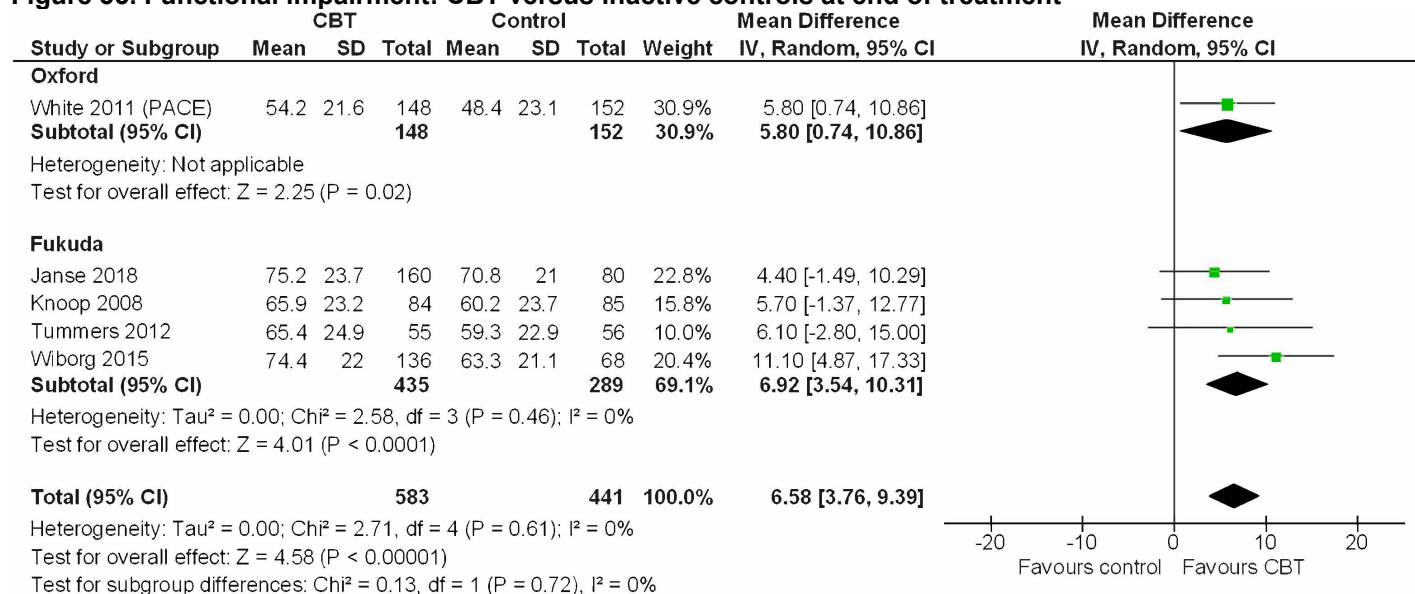 Figure 36. Functional impairment: CBT versus inactive controls at end of treatment
CBT Control Mean Difference Mean Difference
Study or Subgroup Mean SD Total Mean SD Total Weight IV, Random, 95% CI IV, Random, 95% CI
Oxford
White 2011 (PACE) 54.2 21.6 148 48.4 23.1 152 30.9% 5.80 [0.74, 10.86]
Subtotal (95% CI) 148 152 30.9% 5.80 [0.74, 10.86]
Heterogeneity: Not applicable
Test for overall effect: Z = 2.25 (P = 0.02)
Fukuda
Janse 2018 75.2 23.7 160 70.8 21 80 22.8% 4.40 [-1.49, 10.29]
Knoop 2008 65.9 23.2 84 60.2 23.7 85 15.8% 5.70 [-1.37, 12.77]
Tummers 2012 65.4 24.9 55 59.3 22.9 56 10.0% 6.10 [-2.80, 15.00]
Wiborg 2015 74.4 22 136 63.3 21.1 68 20.4% 11.10 [4.87, 17.33]
Subtotal (95% CI) 435 289 69.1% 6.92 [3.54, 10.31]
Heterogeneity: Tau² = 0.00; Chi² = 2.58, df = 3 (P = 0.46); I² = 0%
Test for overall effect: Z = 4.01 (P < 0.0001)
Total (95% CI) 583 441 100.0% 6.58 [3.76, 9.39]
Heterogeneity: Tau² = 0.00; Chi² = 2.71, df = 4 (P = 0.61); I² = 0%
Test for overall effect: Z = 4.58 (P < 0.00001)
Test for subgroup differences: Chi² = 0.13, df = 1 (P = 0.72), I² = 0%
-20 -10 0 10 20
Favours control Favours CBT